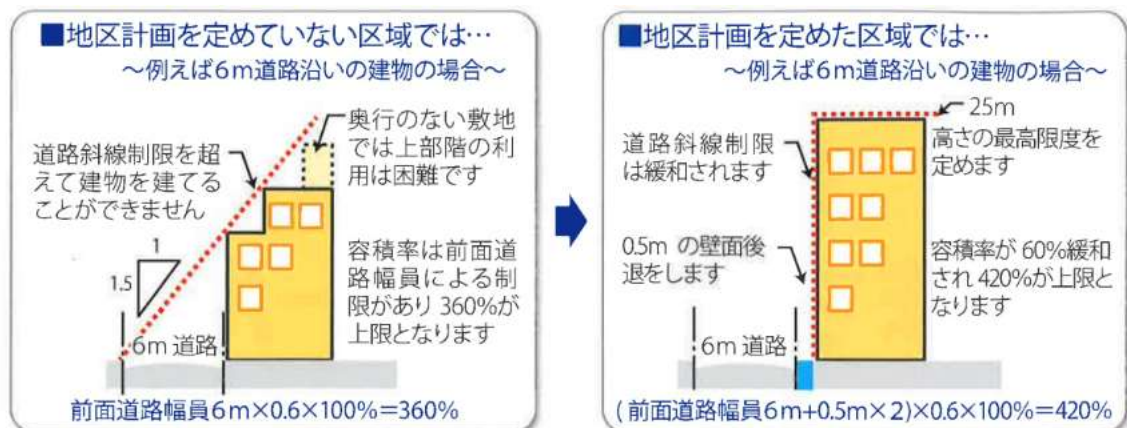 ■地区計画を定めていない区域では…
～例えば6m道路沿いの建物の場合～
奥行のない敷地
では上部階の利
用は困難です
道路斜線制限を超
えて建物を建てる
ことができません
1
1.5
容積率は前面道
路幅員による制
限があり360%が
上限となります
6m 道路
前面道路幅員6m×0.6×100%=360%
■地区計画を定めた区域では…
～例えば6m道路沿いの建物の場合～
25m
高さの最高限度を
定めます
道路斜線制限
は緩和されます
0.5m の壁面後
退をします
容積率が 60%緩和
され 420%が上限と
なります
6m 道路
(前面道路幅員6m+0.5m×2)×0.6×100%=420%